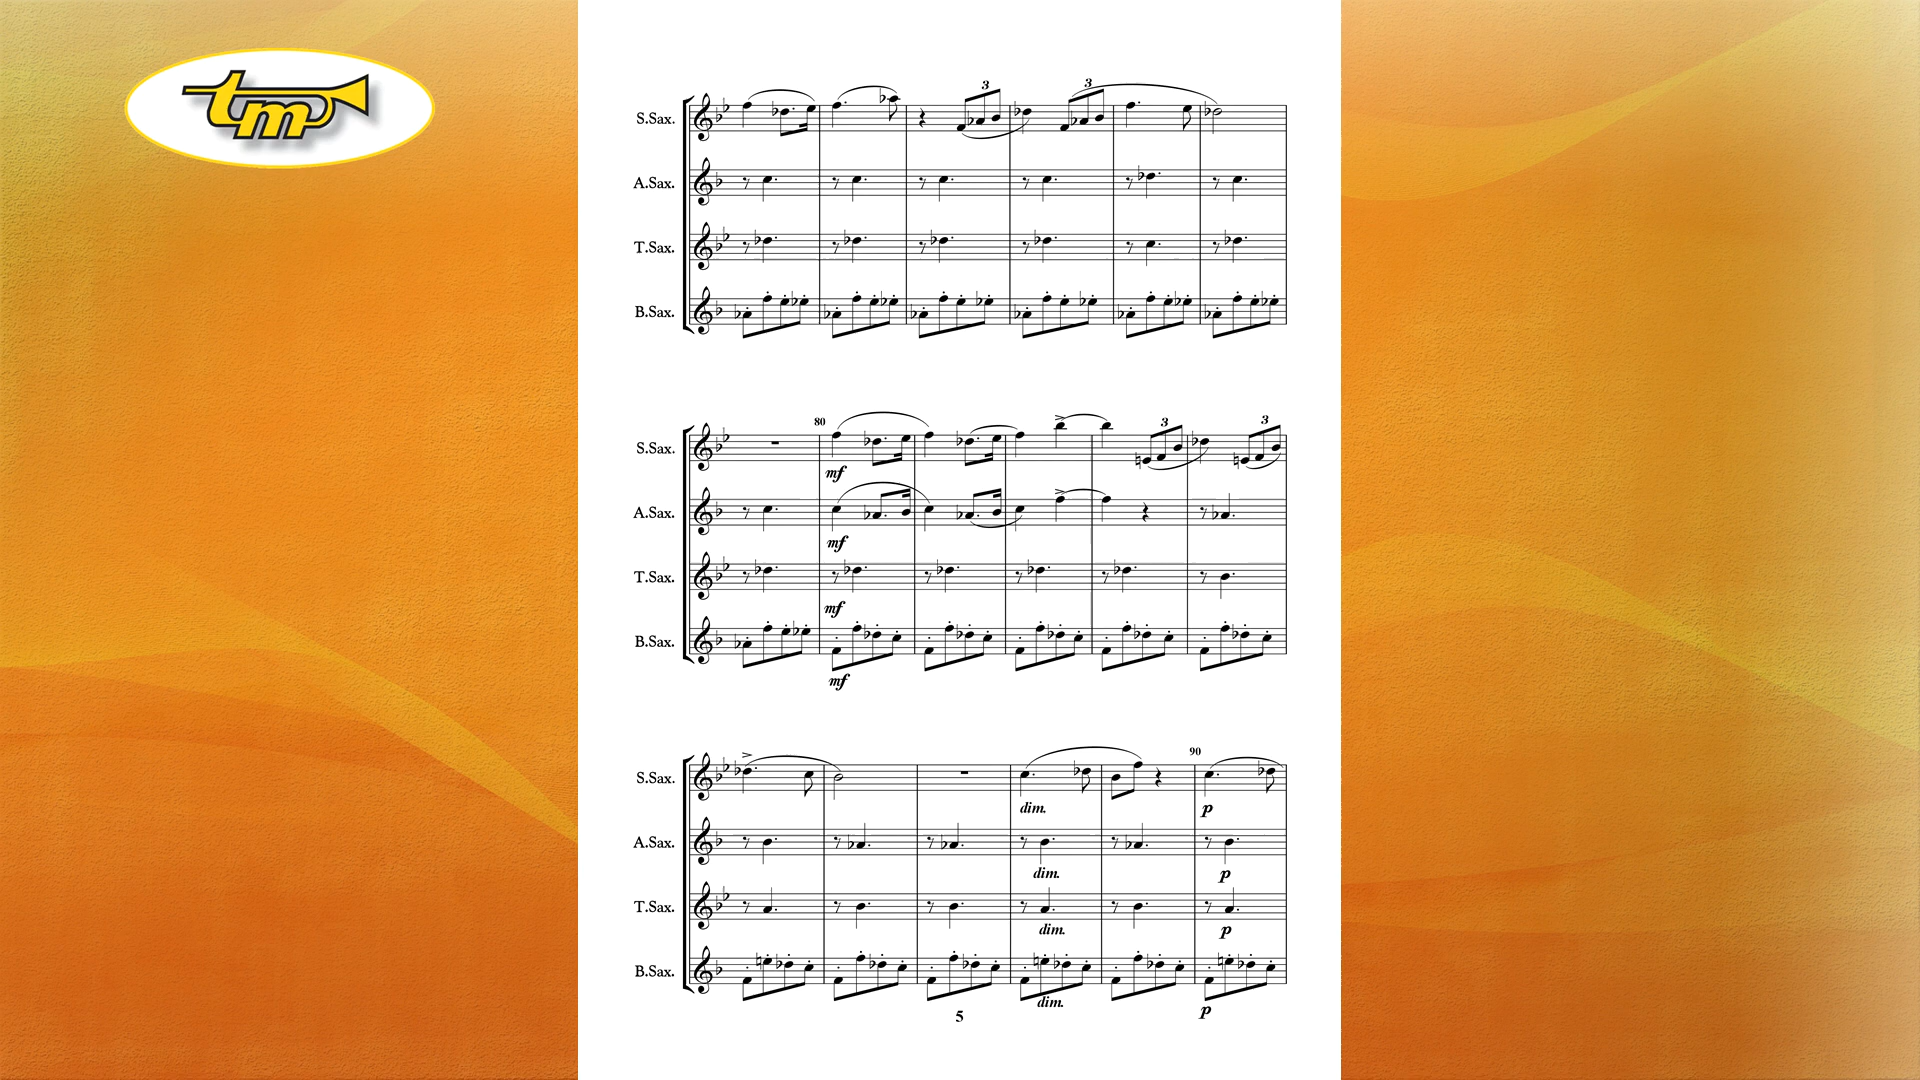 tm
3 3
S.Sax.
A.Sax.
T.Sax.
B.Sax.
80 3 3
S.Sax.
mf
A.Sax.
mf
T.Sax.
mf
B.Sax.
mf
90
S.Sax.
dim. p
A.Sax.
dim. p
T.Sax.
dim. p
B.Sax.
dim. p
5